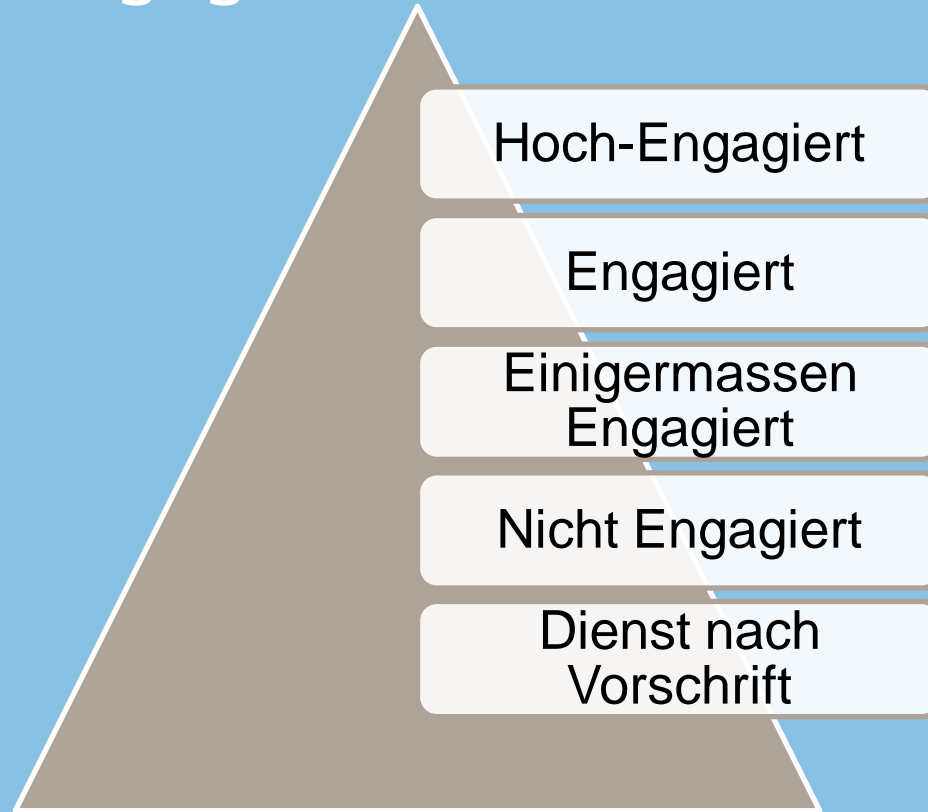 Hoch-Engagiert
Engagiert
Einigermassen
Engagiert
Nicht Engagiert
Dienst nach
Vorschrift